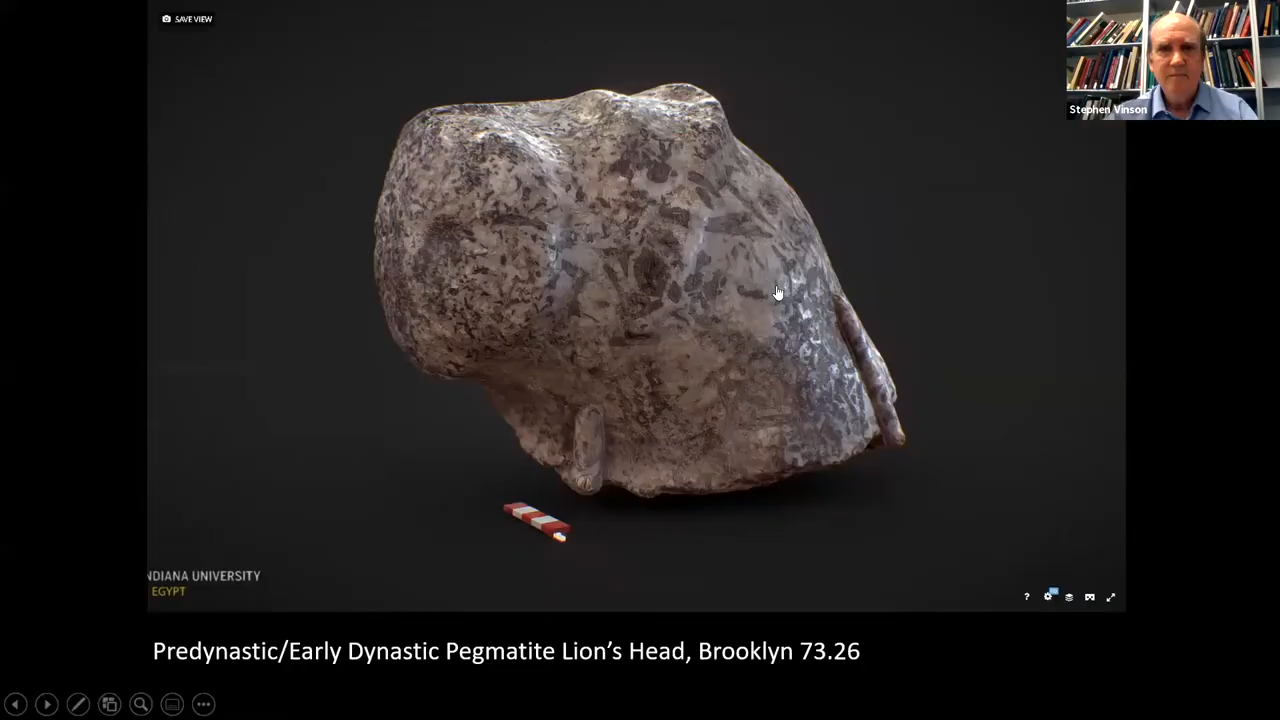 SAVE VIEW
Stephen Vinson
NDIANA UNIVERSITY
EGYPT
?
Predynastic/Early Dynastic Pegmatite Lion's Head, Brooklyn 73.26